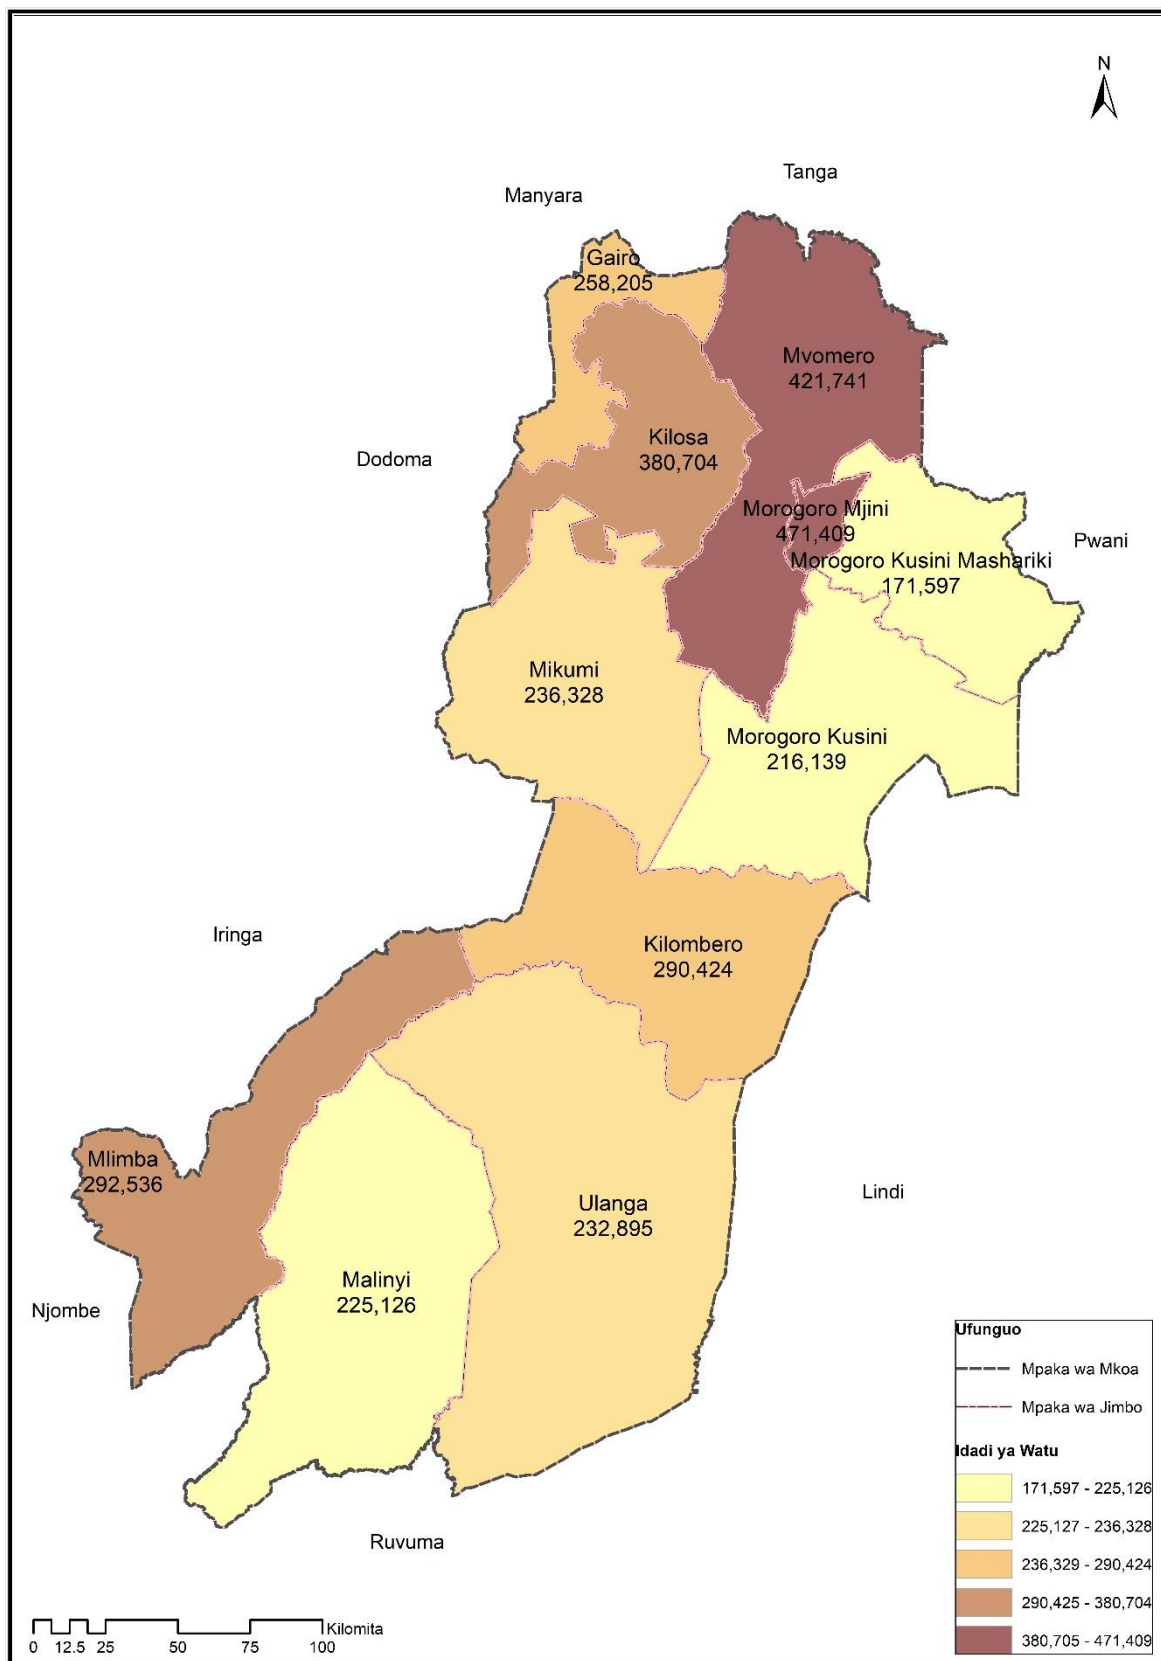 N
Tanga
Manyara
Gairo
258,205
Mvomero
421,741
Kilosa
380,704
Dodoma
Morogoro Mjini
471,409
Pwani
Morogoro Kusini Mashariki
171,597
Mikumi
236,328
Morogoro Kusini
216,139
Iringa
Kilombero
290,424
Mlimba
292,536
Ulanga
232,895
Lindi
Malinyi
225,126
Njombe
Ruvuma
Ufunguo
Mpaka wa Mkoa
Mpaka wa Jimbo
Idadi ya Watu
171,597 - 225,126
225,127 - 236,328
236,329 - 290,424
290,425 - 380,704
380,705 - 471,409
Kilomita
0 12.5 25 50 75 100